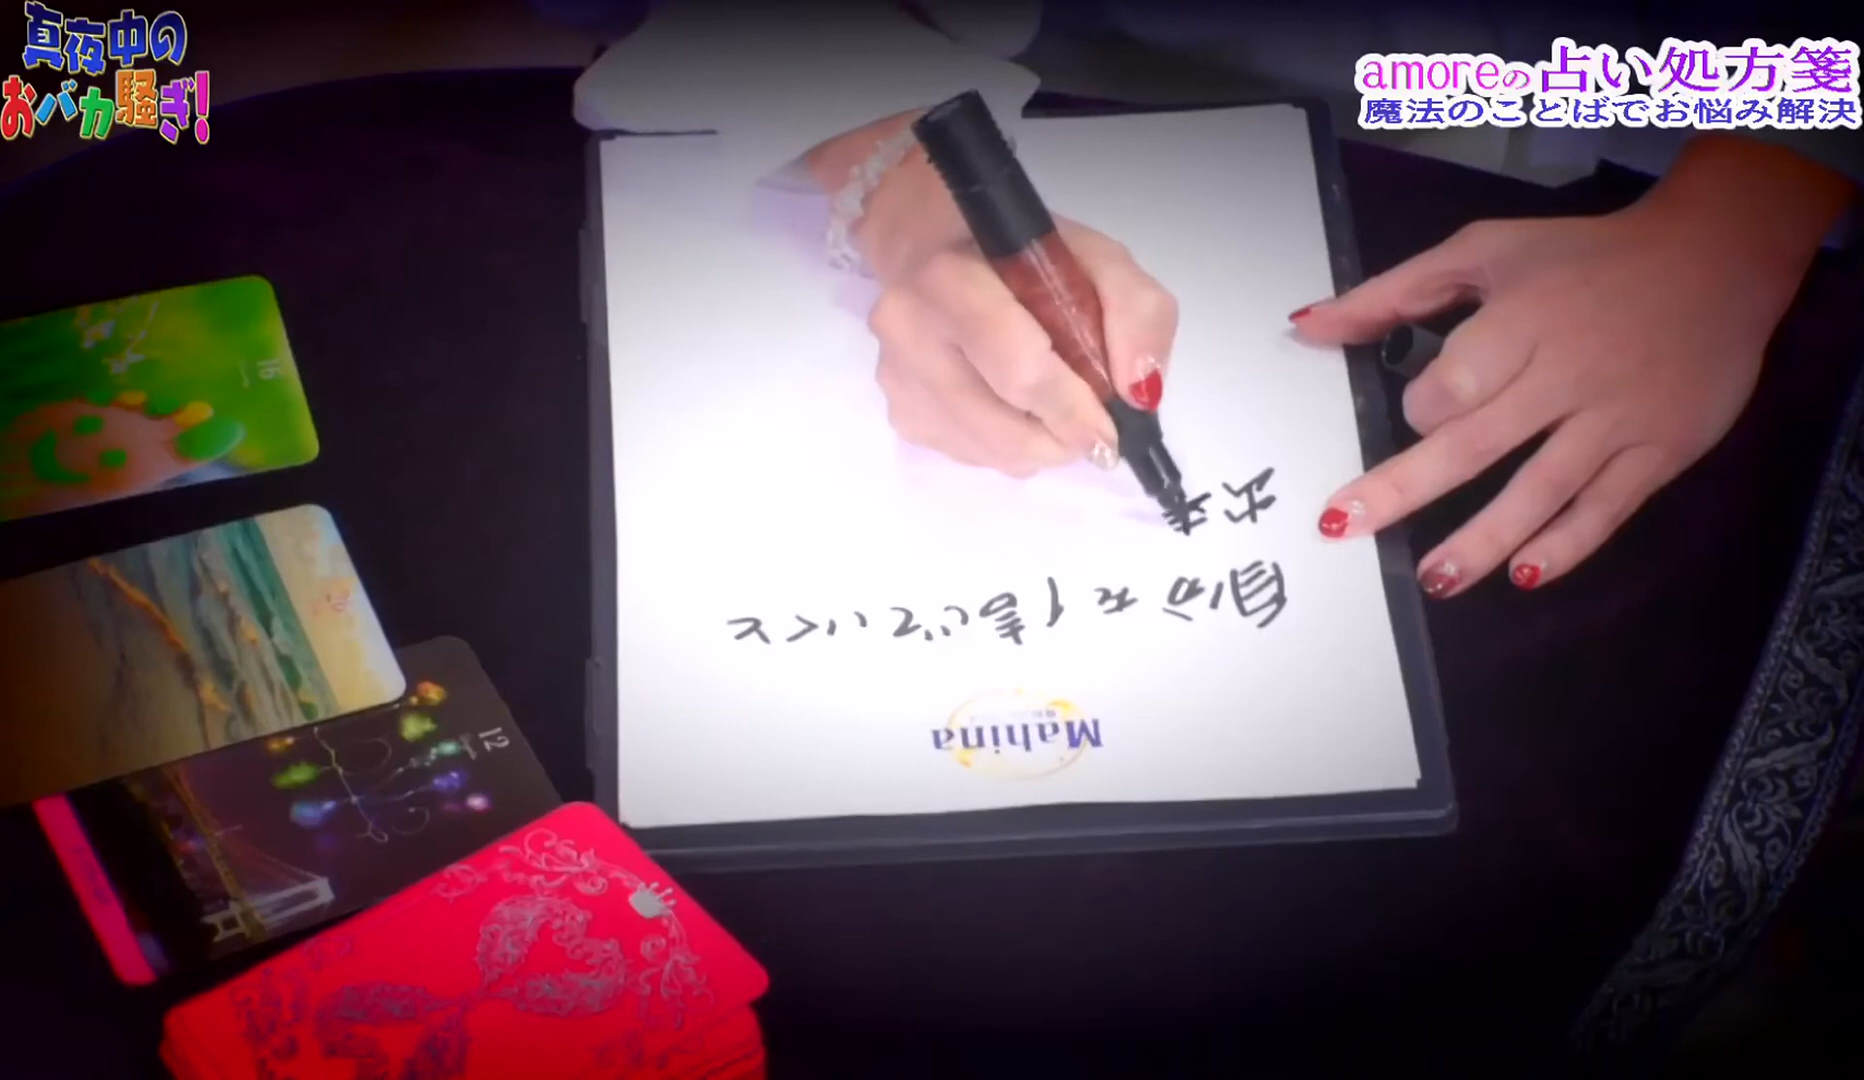 真夜中の
おバカ騒ぎ!
amoreの占い処方箋
魔法のことばでお悩み解決
16
12
Mahina
自分を信じていくと